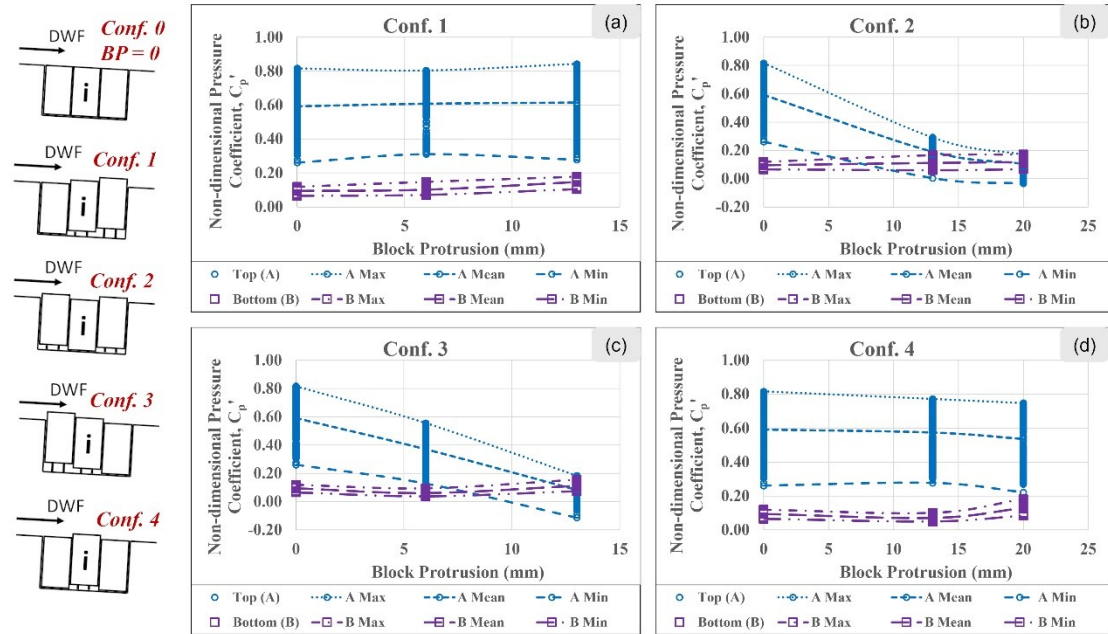 DWF
Conf. 0
BP = 0
i
DWF
Conf. 1
i
DWF
Conf. 2
i
DWF
Conf. 3
i
DWF
Conf. 4
i
(a)
Conf. 1
Non-dimensional Pressure
Coefficient, Cp'
1.00
0.80
0.60
0.40
0.20
0.00
0
5
10
15
Block Protrusion (mm)
Top (A)
A Max
A Mean
A Min
Bottom (B)
B Max
B Mean
B Min
(b)
Conf. 2
Non-dimensional Pressure
Coefficient, Cp'
1.00
0.80
0.60
0.40
0.20
0.00
-0.20
0
5
10
15
20
25
Block Protrusion (mm)
Top (A)
A Max
A Mean
A Min
Bottom (B)
B Max
B Mean
B Min
(c)
Conf. 3
Non-dimensional Pressure
Coefficient, Cp'
1.00
0.80
0.60
0.40
0.20
0.00
-0.20
0
5
10
15
Block Protrusion (mm)
Top (A)
A Max
A Mean
A Min
Bottom (B)
B Max
B Mean
B Min
(d)
Conf. 4
Non-dimensional Pressure
Coefficient, Cp'
1.00
0.80
0.60
0.40
0.20
0.00
0
5
10
15
20
25
Block Protrusion (mm)
Top (A)
A Max
A Mean
A Min
Bottom (B)
B Max
B Mean
B Min